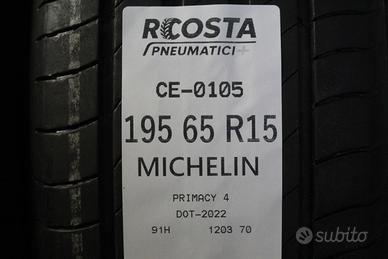 RCOSTA
PNEUMATICI+
CE-0105
195 65 R15
MICHELIN
PRIMACY 4
DOT-2022
91H 1203 70
subito